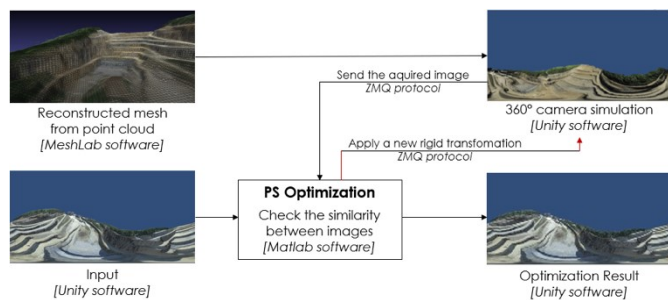 Send the aquired image
ZMQ protocol
Reconstructed mesh
from point cloud
[MeshLab software]
360° camera simulation
[Unity software]
Apply a new rigid transfomation
ZMQ protocol
PS Optimization
Check the similarity
between images
[Matlab software]
Input
[Unity software]
Optimization Result
[Unity software]